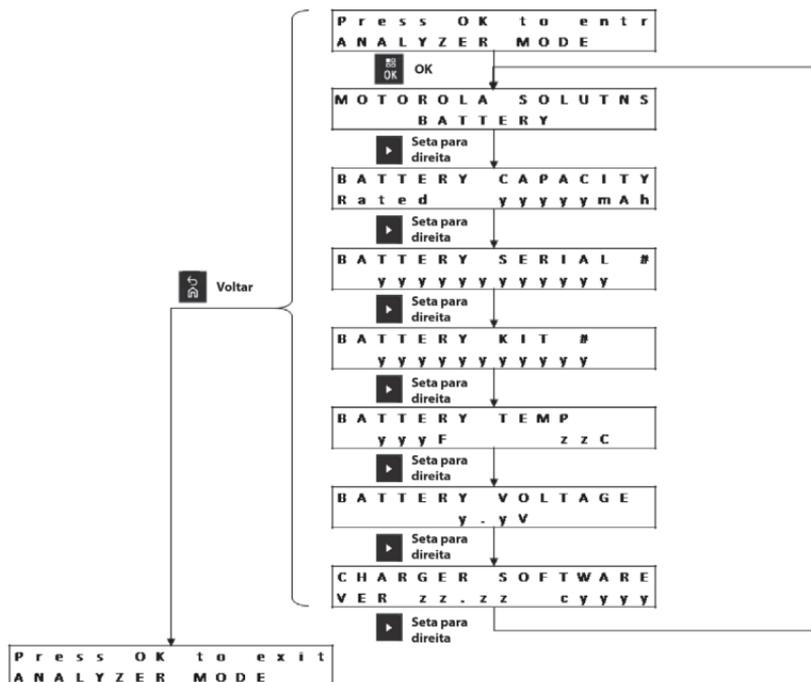 Press OK to entr
ANALYZER MODE
OK
OK
MOTOROLA SOLUTNS
BATTERY
Seta para
direita
BATTERY CAPACITY
Rated yyyyymAh
Seta para
direita
BATTERY SERIAL #
yyyyyyyyyyyy
Seta para
direita
Voltar
BATTERY KIT #
yyyyyyyyyyy
Seta para
direita
BATTERY TEMP
yyyF zzC
Seta para
direita
BATTERY VOLTAGE
y.yV
Seta para
direita
CHARGER SOFTWARE
VER zz.zz cyyyy
Seta para
direita
Press OK to exit
ANALYZER MODE